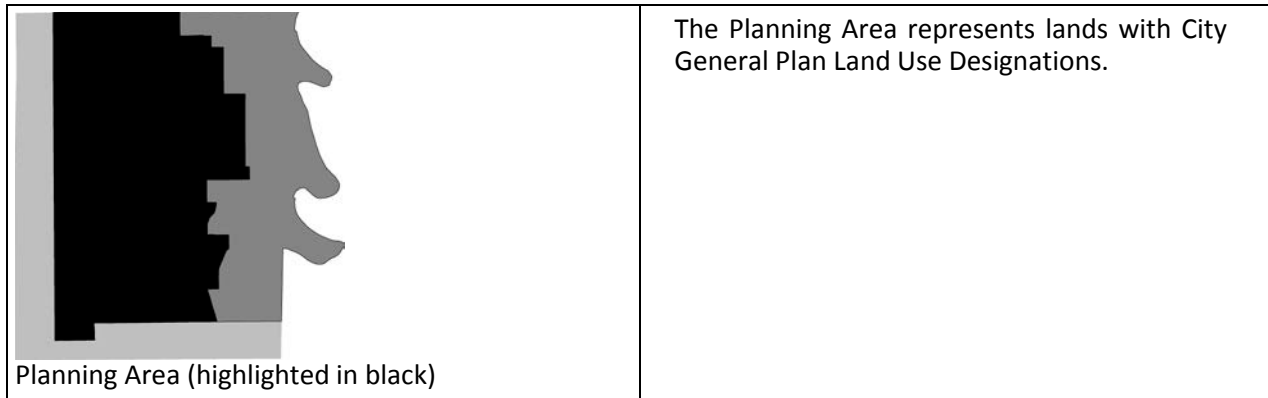 The Planning Area represents lands with City
General Plan Land Use Designations.
Planning Area (highlighted in black)